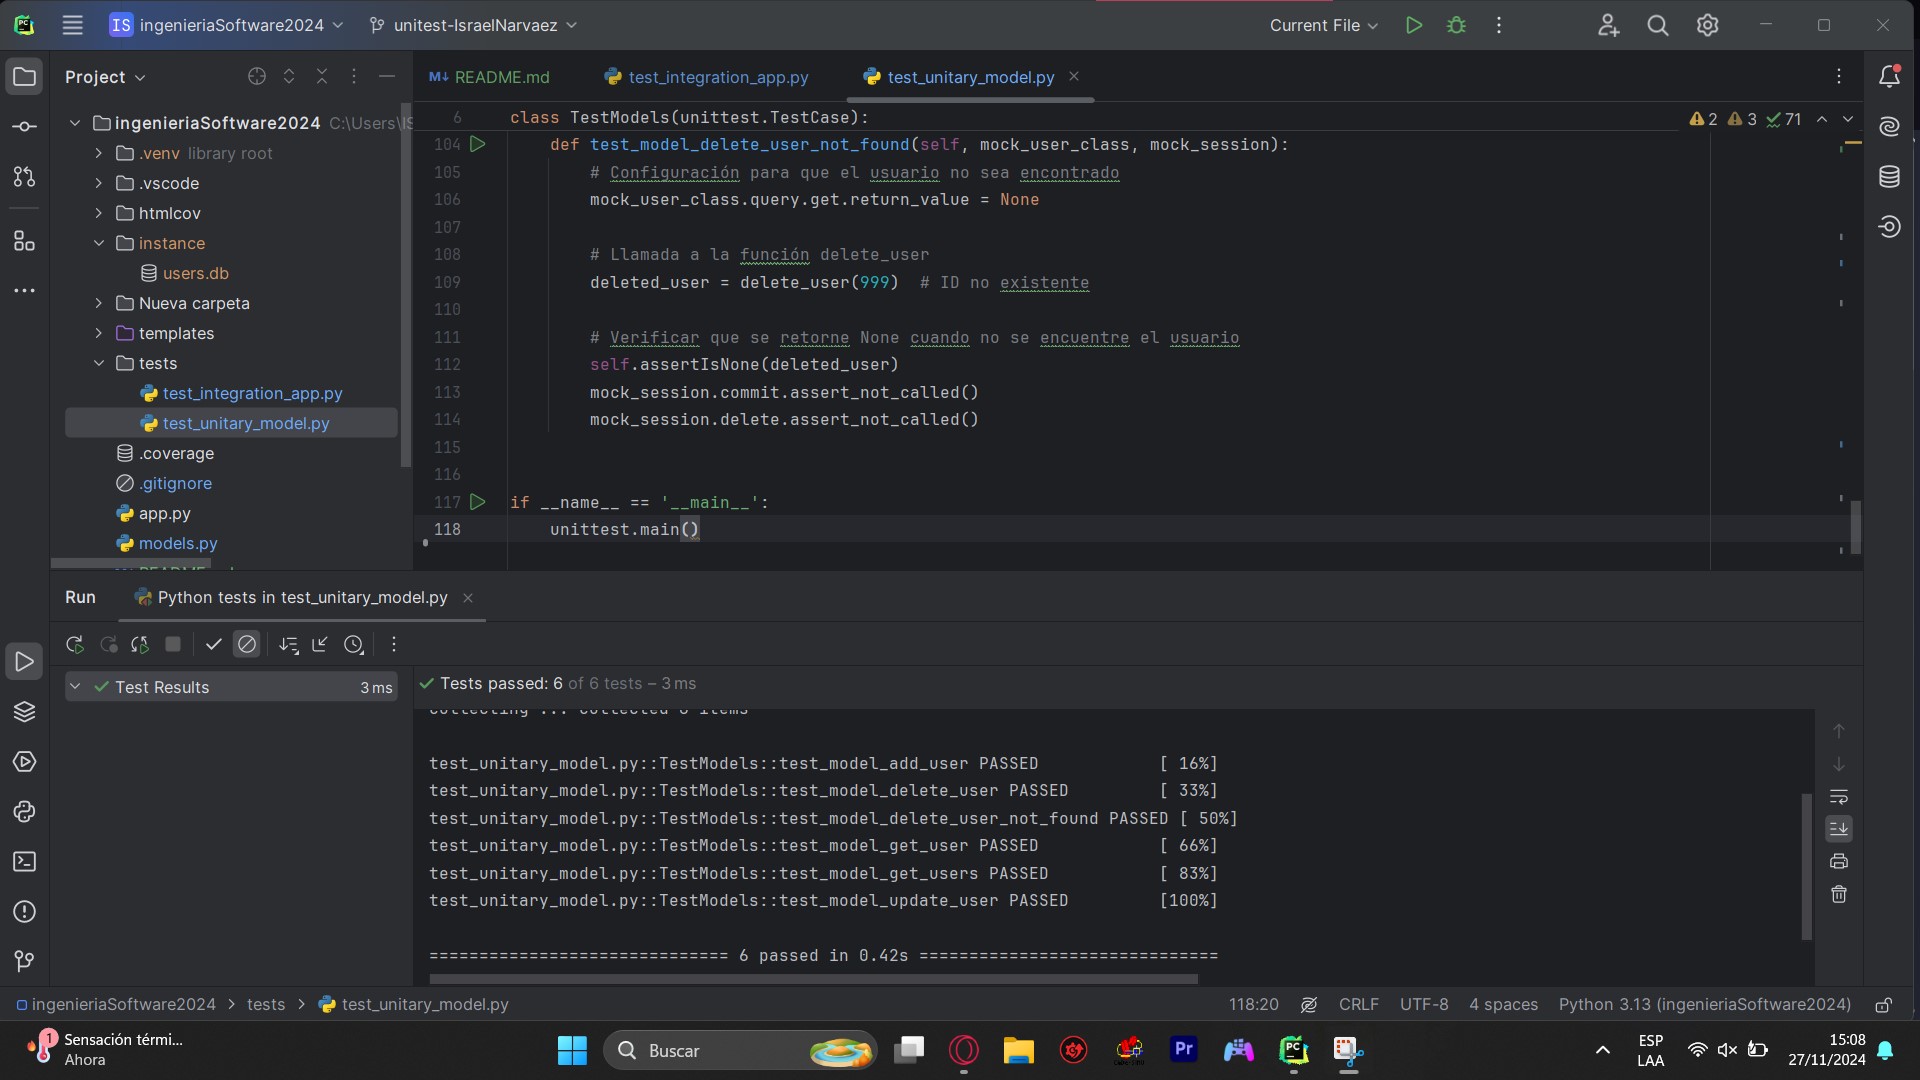 IS ingenieriaSoftware2024
unitest-IsraelNarvaez
Current File
Project
README.md
test_integration_app.py
test_unitary_model.py
ingenieriaSoftware2024 C:\Users\IS
.venv library root
.vscode
htmlcov
instance
users.db
Nueva carpeta
templates
tests
test_integration_app.py
test_unitary_model.py
.coverage
.gitignore
app.py
models.py
6 class TestModels(unittest.TestCase):
2 3 71
104 def test_model_delete_user_not_found(self, mock_user_class, mock_session):
105 # Configuración para que el usuario no sea encontrado
106 mock_user_class.query.get.return_value = None
107
108 # Llamada a la función delete_user
109 deleted_user = delete_user(999) # ID no existente
110
111 # Verificar que se retorne None cuando no se encuentre el usuario
112 self.assertIsNone(deleted_user)
113 mock_session.commit.assert_not_called()
114 mock_session.delete.assert_not_called()
115
116
117 if __name__ == '__main__':
118 unittest.main()
Run
Python tests in test_unitary_model.py
Test Results 3 ms
Tests passed: 6 of 6 tests – 3 ms
test_unitary_model.py::TestModels::test_model_add_user PASSED [ 16%]
test_unitary_model.py::TestModels::test_model_delete_user PASSED [ 33%]
test_unitary_model.py::TestModels::test_model_delete_user_not_found PASSED [ 50%]
test_unitary_model.py::TestModels::test_model_get_user PASSED [ 66%]
test_unitary_model.py::TestModels::test_model_get_users PASSED [ 83%]
test_unitary_model.py::TestModels::test_model_update_user PASSED [100%]
============================== 6 passed in 0.42s ==============================
ingenieriaSoftware2024 > tests > test_unitary_model.py
118:20 CRLF UTF-8 4 spaces Python 3.13 (ingenieriaSoftware2024)
1
Sensación térmi...
Ahora
Buscar
Pr
PC
ESP
LAA
15:08
27/11/2024